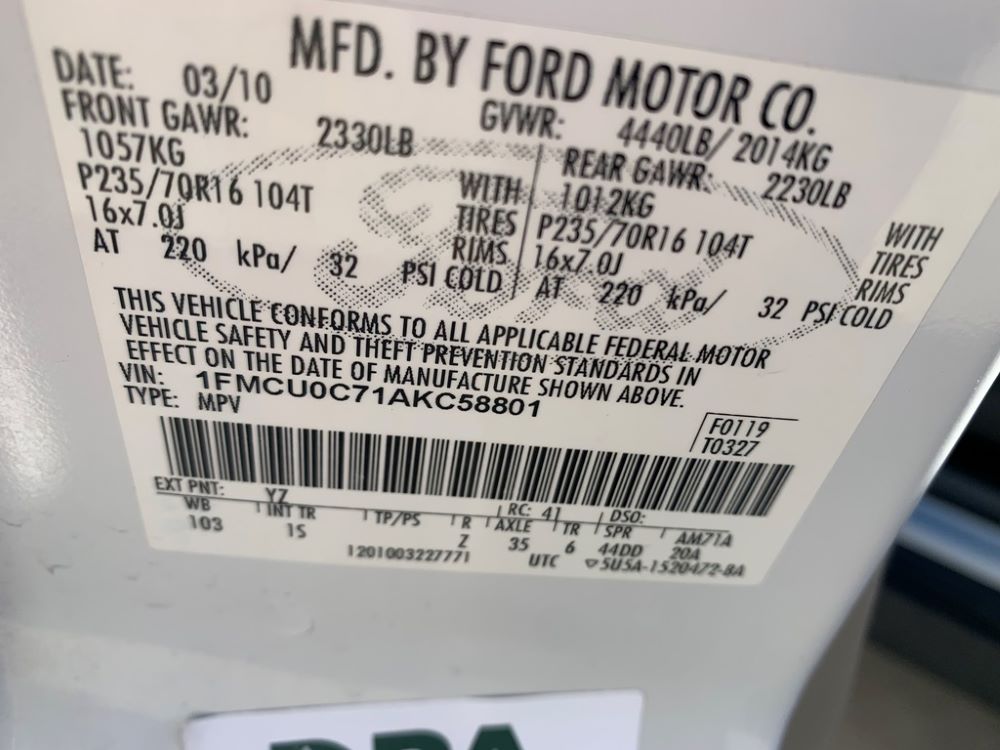 MFD. BY FORD MOTOR CO.
DATE: 03/10 GVWR: 4440LB/ 2014KG
FRONT GAWR: 2330LB REAR GAWR: 2230LB
1057KG WITH 1012KG WITH
P235/70R16 104T TIRES P235/70R16 104T TIRES
16x7.0J RIMS 16x7.0J RIMS
AT 220 kPa/ 32 PSI COLD AT 220 kPa/ 32 PSI COLD
THIS VEHICLE CONFORMS TO ALL APPLICABLE FEDERAL MOTOR
VEHICLE SAFETY AND THEFT PREVENTION STANDARDS IN
EFFECT ON THE DATE OF MANUFACTURE SHOWN ABOVE.
VIN: 1FMCU0C71AKC58801
TYPE: MPV
F0119
T0327
EXT PNT: YZ RC: 41 DSO:
WB INT TR TP/PS R AXLE TR SPR AM71A
103 IS Z 35 6 44DD 20A
1201003227771 UTC ▽5U5A-1520472-BA